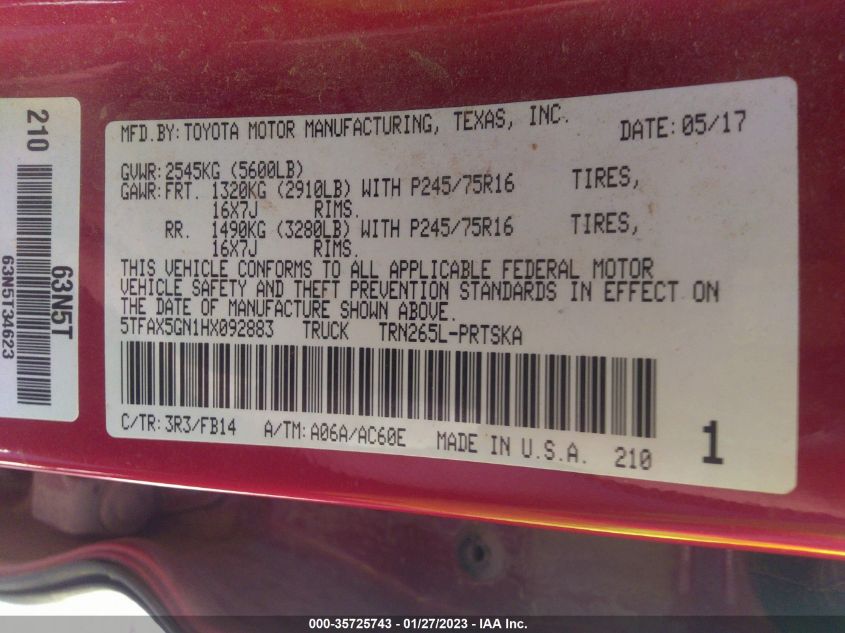 210
63N5T
63N5T34623
MFD.BY:TOYOTA MOTOR MANUFACTURING, TEXAS, INC. DATE:05/17
GVWR:2545KG (5600LB)
GAWR:FRT. 1320KG (2910LB) WITH P245/75R16 TIRES,
16X7J RIMS.
RR. 1490KG (3280LB) WITH P245/75R16 TIRES,
16X7J RIMS.
THIS VEHICLE CONFORMS TO ALL APPLICABLE FEDERAL MOTOR
VEHICLE SAFETY AND THEFT PREVENTION STANDARDS IN EFFECT ON
THE DATE OF MANUFACTURE SHOWN ABOVE.
5TFAX5GN1HX092883 TRUCK TRN265L-PRTSKA
C/TR:3R3/FB14 A/TM:A06A/AC60E MADE IN U.S.A. 210 1
000-35725743 - 01/27/2023 - IAA Inc.